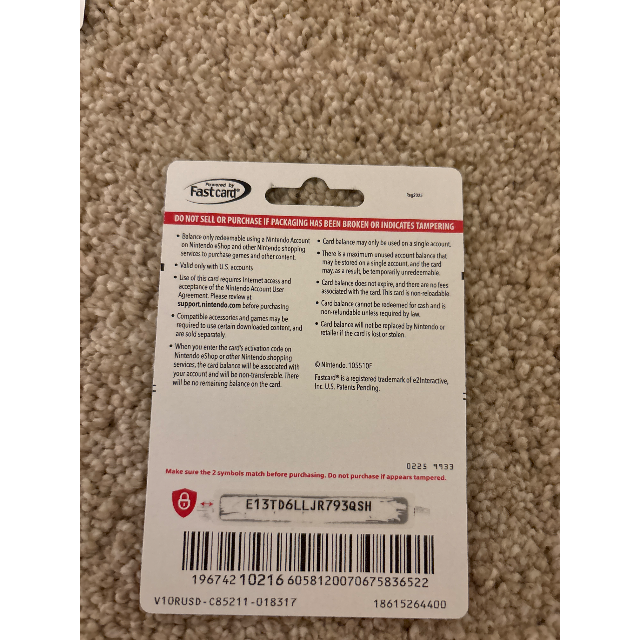 Powered by
Fastcard®
DO NOT SELL OR PURCHASE IF PACKAGING HAS BEEN BROKEN OR INDICATES TAMPERING
• Balance only redeemable using a Nintendo Account
on Nintendo eShop and other Nintendo shopping
services to purchase games and other content.
• Valid only with U.S. accounts.
• Use of this card requires Internet access and
acceptance of the Nintendo Account User
Agreement. Please review at
support.nintendo.com before purchasing
• Compatible accessories and games may be
required to use certain downloaded content, and
are sold separately.
• When you enter the card's activation code on
Nintendo eShop or other Nintendo shopping
services, the card balance will be associated with
your account and will be non-transferable. There
will be no remaining balance on the card.
• Card balance may only be used on a single account.
• There is a maximum unused account balance that
may be stored on a single account, and the card
may, as a result, be temporarily unredeemable.
• Card balance does not expire, and there are no fees
associated with the card. This card is non-reloadable.
• Card balance cannot be redeemed for cash and is
non-refundable unless required by law.
• Card balance will not be replaced by Nintendo or
retailer if the card is lost or stolen.
© Nintendo. 105510F
Fastcard® is a registered trademark of e2interactive,
Inc. U.S. Patents Pending.
0225 9933
Make sure the 2 symbols match before purchasing. Do not purchase if appears tampered.
E13TD6LLJR793QSH
196742 10216 6058120070675836522
V10RUSD-C85211-018317
18615264400